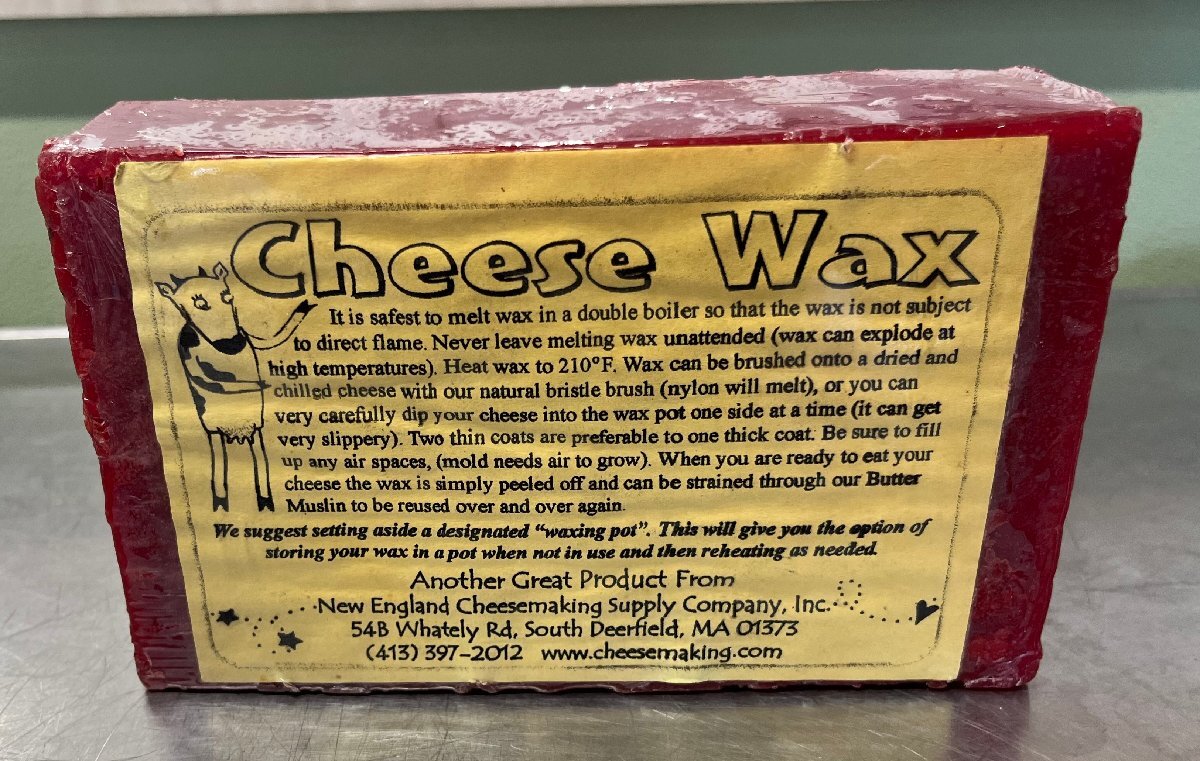 Cheese Wax
It is safest to melt wax in a double boiler so that the wax is not subject
to direct flame. Never leave melting wax unattended (wax can explode at
high temperatures). Heat wax to 210°F. Wax can be brushed onto a dried and
chilled cheese with our natural bristle brush (nylon will melt), or you can
very carefully dip your cheese into the wax pot one side at a time (it can get
very slippery). Two thin coats are preferable to one thick coat. Be sure to fill
up any air spaces, (mold needs air to grow). When you are ready to eat your
cheese the wax is simply peeled off and can be strained through our Butter
Muslin to be reused over and over again.
We suggest setting aside a designated “waxing pot”. This will give you the option of
storing your wax in a pot when not in use and then reheating as needed.
Another Great Product From
New England Cheesemaking Supply Company, Inc.
54B Whately Rd, South Deerfield, MA 01373
(413) 397-2012 www.cheesemaking.com